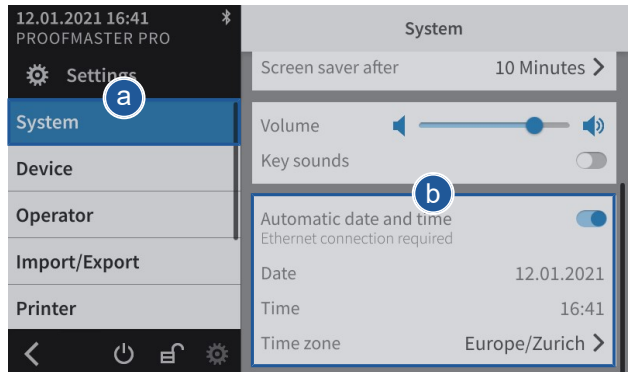 12.01.2021 16:41
PROOFMASTER PRO
Settings
a
System
Device
Operator
Import/Export
Printer
System
Screen saver after 10 Minutes
Volume
Key sounds
b
Automatic date and time
Ethernet connection required
Date 12.01.2021
Time 16:41
Time zone Europe/Zurich